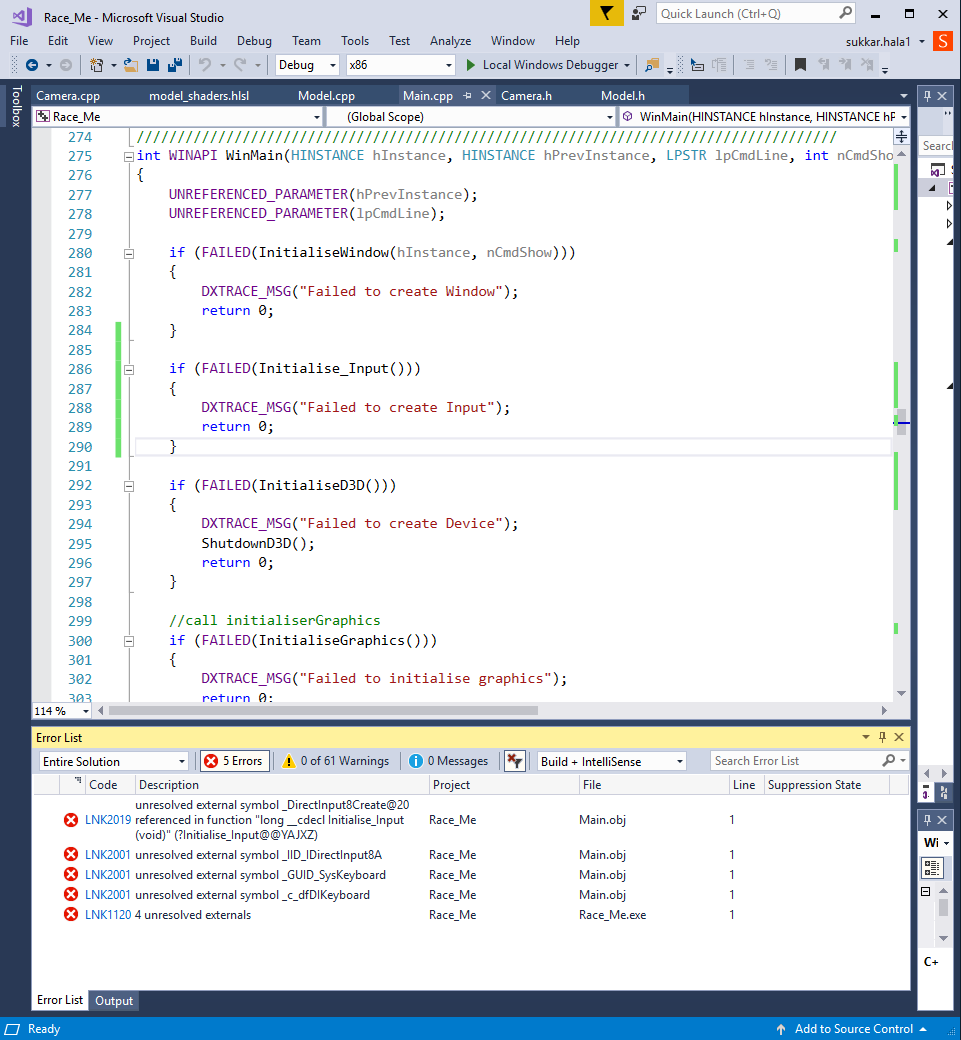 Race_Me - Microsoft Visual Studio
Quick Launch (Ctrl+Q)
File Edit View Project Build Debug Team Tools Test Analyze Window Help
sukkar.hala1 S
Debug x86 Local Windows Debugger
Toolbox
Camera.cpp model_shaders.hlsl Model.cpp Main.cpp Camera.h Model.h
Race_Me (Global Scope) WinMain(HINSTANCE hInstance, HINSTANCE hP
Searc
274 //////////////////////////////////////////////////////////////////////////////////////
275 int WINAPI WinMain(HINSTANCE hInstance, HINSTANCE hPrevInstance, LPSTR lpCmdLine, int nCmdSho
276 {
277 UNREFERENCED_PARAMETER(hPrevInstance);
278 UNREFERENCED_PARAMETER(lpCmdLine);
279
280 if (FAILED(InitialiseWindow(hInstance, nCmdShow)))
281 {
282 DXTRACE_MSG("Failed to create Window");
283 return 0;
284 }
285
286 if (FAILED(Initialise_Input()))
287 {
288 DXTRACE_MSG("Failed to create Input");
289 return 0;
290 }
291
292 if (FAILED(InitialiseD3D()))
293 {
294 DXTRACE_MSG("Failed to create Device");
295 ShutdownD3D();
296 return 0;
297 }
298
299 //call initialiserGraphics
300 if (FAILED(InitialiseGraphics()))
301 {
302 DXTRACE_MSG("Failed to initialise graphics");
303 return 0;
114 %
Error List
Entire Solution 5 Errors 0 of 61 Warnings 0 Messages Build + IntelliSense Search Error List
Code Description Project File Line Suppression State
unresolved external symbol _DirectInput8Create@20
LNK2019 referenced in function "long __cdecl Initialise_Input Race_Me Main.obj 1
(void)" (?Initialise_Input@@YAJXZ)
LNK2001 unresolved external symbol _IID_IDirectInput8A Race_Me Main.obj 1
LNK2001 unresolved external symbol _GUID_SysKeyboard Race_Me Main.obj 1
LNK2001 unresolved external symbol _c_dfDIKeyboard Race_Me Main.obj 1
LNK1120 4 unresolved externals Race_Me Race_Me.exe 1
Wi
C+
Error List Output
Ready Add to Source Control